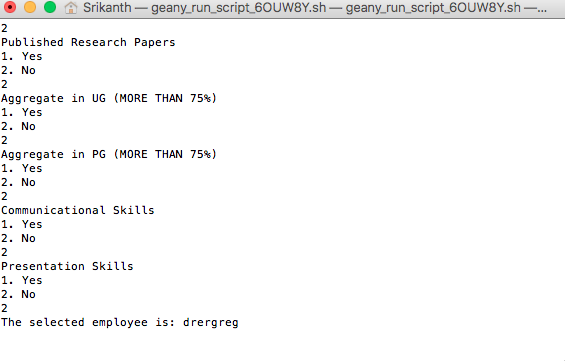 Srikanth — geany_run_script_6OUW8Y.sh — geany_run_script_6OUW8Y.sh —...
2
Published Research Papers
1. Yes
2. No
2
Aggregate in UG (MORE THAN 75%)
1. Yes
2. No
2
Aggregate in PG (MORE THAN 75%)
1. Yes
2. No
2
Communicational Skills
1. Yes
2. No
2
Presentation Skills
1. Yes
2. No
2
The selected employee is: drergreg